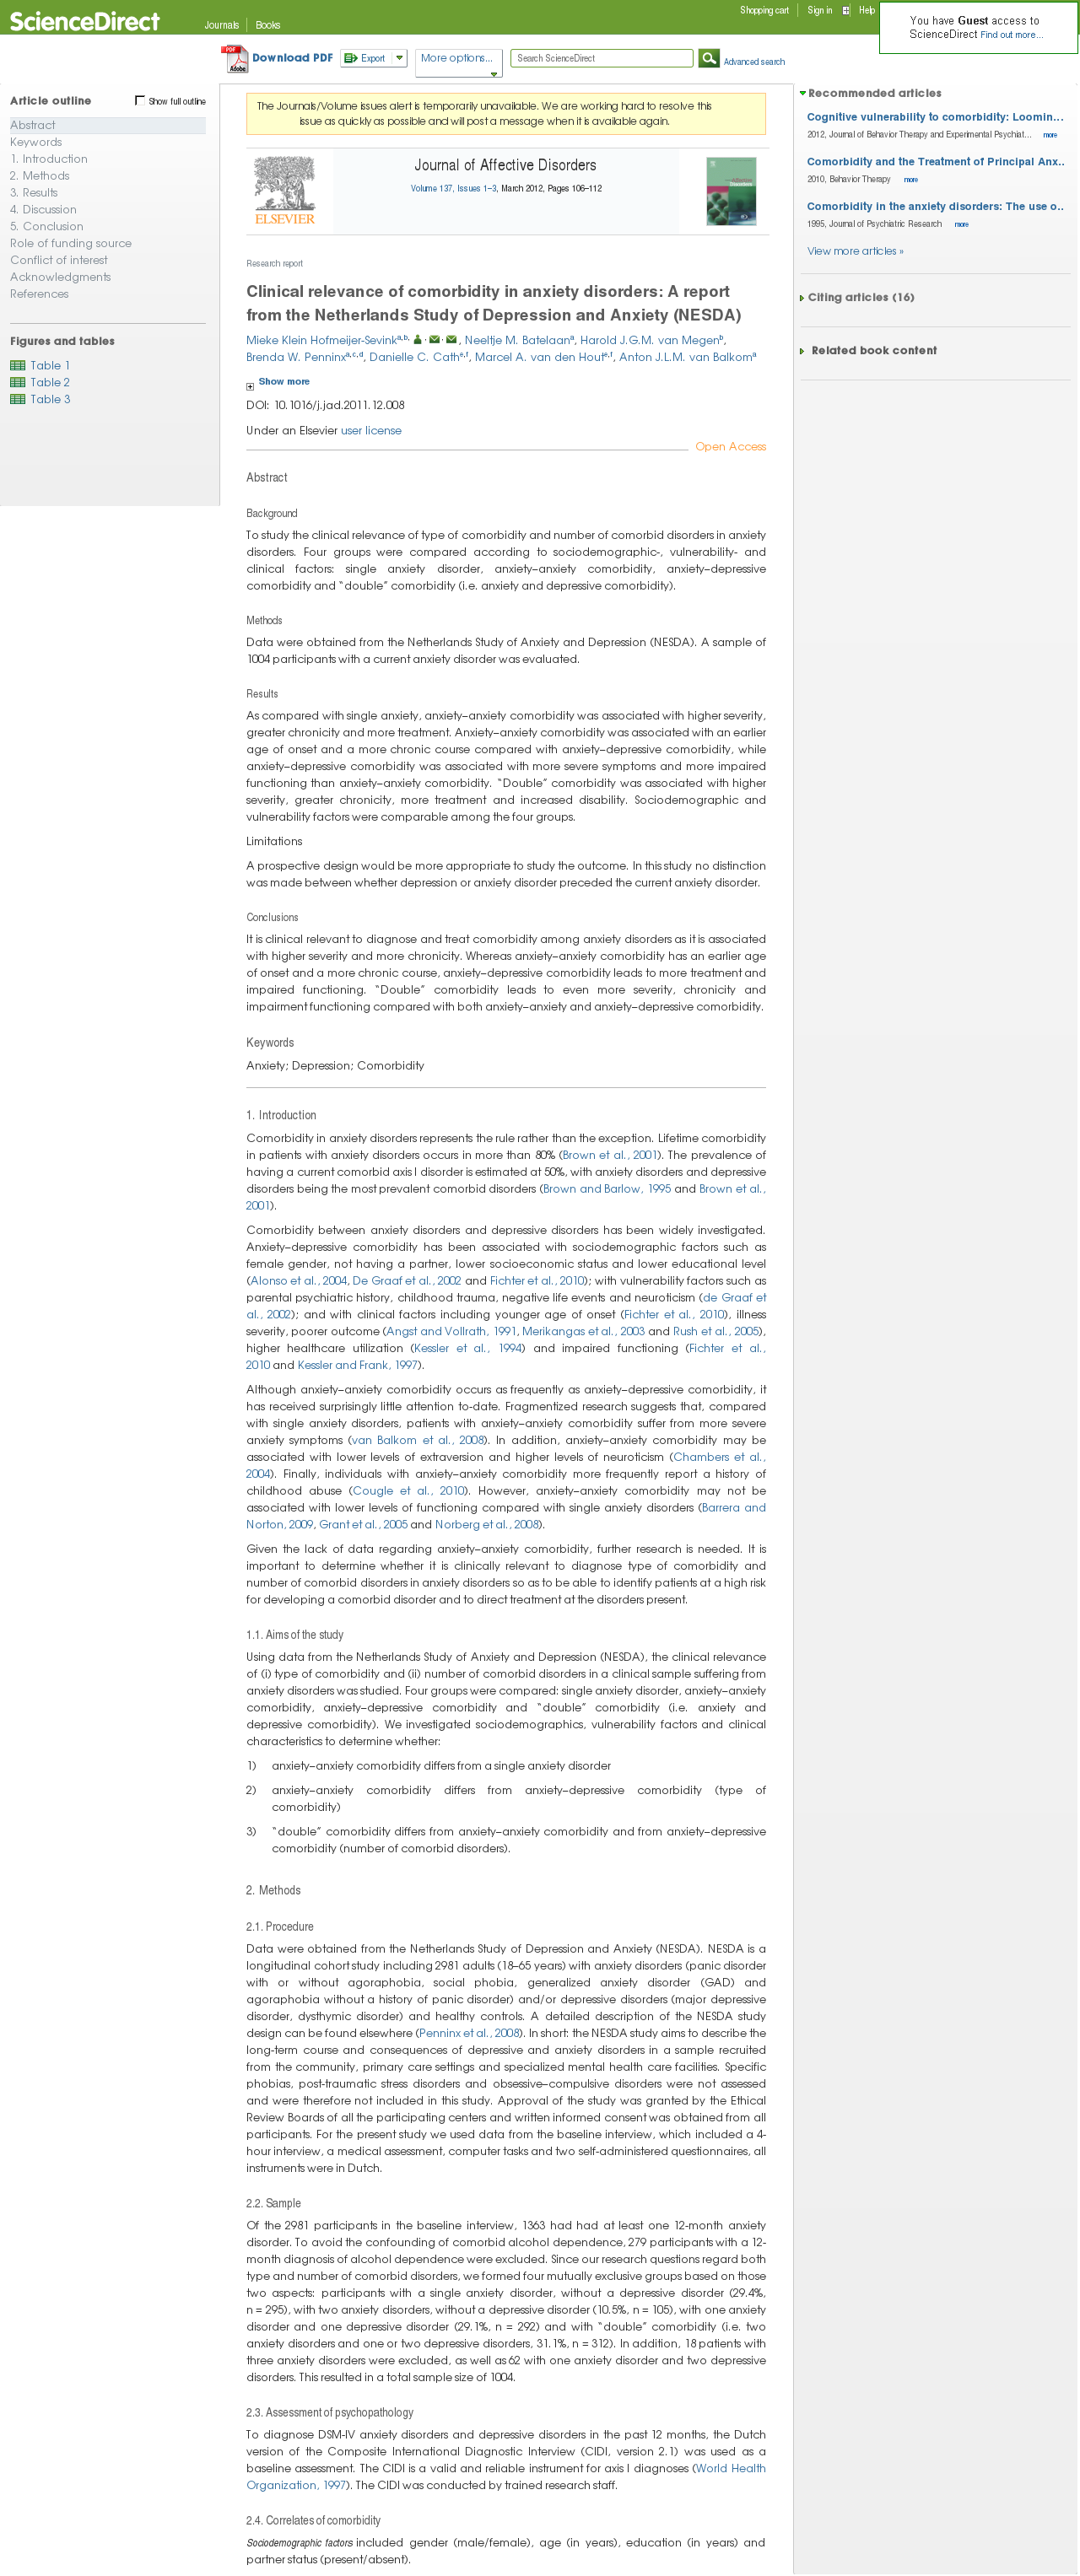 ScienceDirect
Journals
Books
Shopping cart
Sign in
Help
You have Guest access to
ScienceDirect Find out more...
Download PDF
Export
More options...
Search ScienceDirect
Advanced search
Article outline
Show full outline
Abstract
Keywords
1. Introduction
2. Methods
3. Results
4. Discussion
5. Conclusion
Role of funding source
Conflict of interest
Acknowledgments
References
Figures and tables
Table 1
Table 2
Table 3
The Journals/Volume issues alert is temporarily unavailable. We are working hard to resolve this
issue as quickly as possible and will post a message when it is available again.
ELSEVIER
Journal of Affective Disorders
Volume 137, Issues 1–3, March 2012, Pages 106–112
Research report
Clinical relevance of comorbidity in anxiety disorders: A report
from the Netherlands Study of Depression and Anxiety (NESDA)
Mieke Klein Hofmeijer-Sevink a, b, , Neeltje M. Batelaan a, Harold J.G.M. van Megen b,
Brenda W. Penninx a, c, d, Danielle C. Cath e, f, Marcel A. van den Hout e, f, Anton J.L.M. van Balkom a
Show more
DOI: 10.1016/j.jad.2011.12.008
Under an Elsevier user license
Open Access
Abstract
Background
To study the clinical relevance of type of comorbidity and number of comorbid disorders in anxiety
disorders. Four groups were compared according to sociodemographic-, vulnerability- and
clinical factors: single anxiety disorder, anxiety–anxiety comorbidity, anxiety–depressive
comorbidity and “double” comorbidity (i.e. anxiety and depressive comorbidity).
Methods
Data were obtained from the Netherlands Study of Anxiety and Depression (NESDA). A sample of
1004 participants with a current anxiety disorder was evaluated.
Results
As compared with single anxiety, anxiety–anxiety comorbidity was associated with higher severity,
greater chronicity and more treatment. Anxiety–anxiety comorbidity was associated with an earlier
age of onset and a more chronic course compared with anxiety–depressive comorbidity, while
anxiety–depressive comorbidity was associated with more severe symptoms and more impaired
functioning than anxiety–anxiety comorbidity. “Double” comorbidity was associated with higher
severity, greater chronicity, more treatment and increased disability. Sociodemographic and
vulnerability factors were comparable among the four groups.
Limitations
A prospective design would be more appropriate to study the outcome. In this study no distinction
was made between whether depression or anxiety disorder preceded the current anxiety disorder.
Conclusions
It is clinical relevant to diagnose and treat comorbidity among anxiety disorders as it is associated
with higher severity and more chronicity. Whereas anxiety–anxiety comorbidity has an earlier age
of onset and a more chronic course, anxiety–depressive comorbidity leads to more treatment and
impaired functioning. “Double” comorbidity leads to even more severity, chronicity and
impairment functioning compared with both anxiety–anxiety and anxiety–depressive comorbidity.
Keywords
Anxiety; Depression; Comorbidity
1. Introduction
Comorbidity in anxiety disorders represents the rule rather than the exception. Lifetime comorbidity
in patients with anxiety disorders occurs in more than 80% (Brown et al., 2001). The prevalence of
having a current comorbid axis I disorder is estimated at 50%, with anxiety disorders and depressive
disorders being the most prevalent comorbid disorders (Brown and Barlow, 1995 and Brown et al.,
2001).
Comorbidity between anxiety disorders and depressive disorders has been widely investigated.
Anxiety–depressive comorbidity has been associated with sociodemographic factors such as
female gender, not having a partner, lower socioeconomic status and lower educational level
(Alonso et al., 2004, De Graaf et al., 2002 and Fichter et al., 2010); with vulnerability factors such as
parental psychiatric history, childhood trauma, negative life events and neuroticism (de Graaf et
al., 2002); and with clinical factors including younger age of onset (Fichter et al., 2010), illness
severity, poorer outcome (Angst and Vollrath, 1991, Merikangas et al., 2003 and Rush et al., 2005),
higher healthcare utilization (Kessler et al., 1994) and impaired functioning (Fichter et al.,
2010 and Kessler and Frank, 1997).
Although anxiety–anxiety comorbidity occurs as frequently as anxiety–depressive comorbidity, it
has received surprisingly little attention to-date. Fragmentized research suggests that, compared
with single anxiety disorders, patients with anxiety–anxiety comorbidity suffer from more severe
anxiety symptoms (van Balkom et al., 2008). In addition, anxiety–anxiety comorbidity may be
associated with lower levels of extraversion and higher levels of neuroticism (Chambers et al.,
2004). Finally, individuals with anxiety–anxiety comorbidity more frequently report a history of
childhood abuse (Cougle et al., 2010). However, anxiety–anxiety comorbidity may not be
associated with lower levels of functioning compared with single anxiety disorders (Barrera and
Norton, 2009, Grant et al., 2005 and Norberg et al., 2008).
Given the lack of data regarding anxiety–anxiety comorbidity, further research is needed. It is
important to determine whether it is clinically relevant to diagnose type of comorbidity and
number of comorbid disorders in anxiety disorders so as to be able to identify patients at a high risk
for developing a comorbid disorder and to direct treatment at the disorders present.
1.1. Aims of the study
Using data from the Netherlands Study of Anxiety and Depression (NESDA), the clinical relevance
of (i) type of comorbidity and (ii) number of comorbid disorders in a clinical sample suffering from
anxiety disorders was studied. Four groups were compared: single anxiety disorder, anxiety–anxiety
comorbidity, anxiety–depressive comorbidity and “double” comorbidity (i.e. anxiety and
depressive comorbidity). We investigated sociodemographics, vulnerability factors and clinical
characteristics to determine whether:
1) anxiety–anxiety comorbidity differs from a single anxiety disorder
2) anxiety–anxiety comorbidity differs from anxiety–depressive comorbidity (type of
comorbidity)
3) “double” comorbidity differs from anxiety–anxiety comorbidity and from anxiety–depressive
comorbidity (number of comorbid disorders).
2. Methods
2.1. Procedure
Data were obtained from the Netherlands Study of Depression and Anxiety (NESDA). NESDA is a
longitudinal cohort study including 2981 adults (18–65 years) with anxiety disorders (panic disorder
with or without agoraphobia, social phobia, generalized anxiety disorder (GAD) and
agoraphobia without a history of panic disorder) and/or depressive disorders (major depressive
disorder, dysthymic disorder) and healthy controls. A detailed description of the NESDA study
design can be found elsewhere (Penninx et al., 2008). In short: the NESDA study aims to describe the
long-term course and consequences of depressive and anxiety disorders in a sample recruited
from the community, primary care settings and specialized mental health care facilities. Specific
phobias, post-traumatic stress disorders and obsessive–compulsive disorders were not assessed
and were therefore not included in this study. Approval of the study was granted by the Ethical
Review Boards of all the participating centers and written informed consent was obtained from all
participants. For the present study we used data from the baseline interview, which included a 4-
hour interview, a medical assessment, computer tasks and two self-administered questionnaires, all
instruments were in Dutch.
2.2. Sample
Of the 2981 participants in the baseline interview, 1363 had had at least one 12-month anxiety
disorder. To avoid the confounding of comorbid alcohol dependence, 279 participants with a 12-
month diagnosis of alcohol dependence were excluded. Since our research questions regard both
type and number of comorbid disorders, we formed four mutually exclusive groups based on those
two aspects: participants with a single anxiety disorder, without a depressive disorder (29.4%,
n = 295), with two anxiety disorders, without a depressive disorder (10.5%, n = 105), with one anxiety
disorder and one depressive disorder (29.1%, n = 292) and with “double” comorbidity (i.e. two
anxiety disorders and one or two depressive disorders, 31.1%, n = 312). In addition, 18 patients with
three anxiety disorders were excluded, as well as 62 with one anxiety disorder and two depressive
disorders. This resulted in a total sample size of 1004.
2.3. Assessment of psychopathology
To diagnose DSM-IV anxiety disorders and depressive disorders in the past 12 months, the Dutch
version of the Composite International Diagnostic Interview (CIDI, version 2.1) was used as a
baseline assessment. The CIDI is a valid and reliable instrument for axis I diagnoses (World Health
Organization, 1997). The CIDI was conducted by trained research staff.
2.4. Correlates of comorbidity
Sociodemographic factors included gender (male/female), age (in years), education (in years) and
partner status (present/absent).
Recommended articles
Cognitive vulnerability to comorbidity: Loomin...
2012, Journal of Behavior Therapy and Experimental Psychiat... more
Comorbidity and the Treatment of Principal Anx..
2010, Behavior Therapy more
Comorbidity in the anxiety disorders: The use o..
1995, Journal of Psychiatric Research more
View more articles »
Citing articles (16)
Related book content